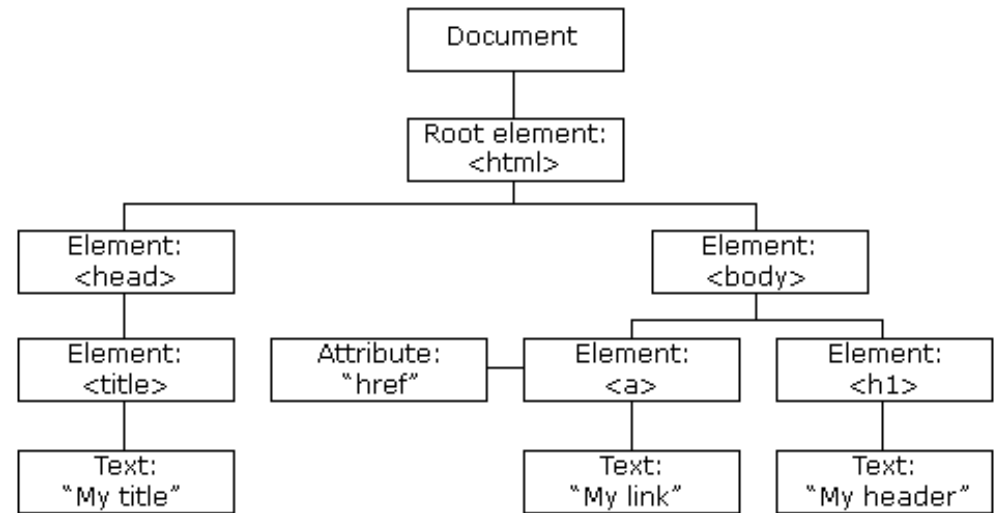 Document
Root element:
<html>
Element:
<head>
Element:
<body>
Element:
<title>
Attribute:
“href”
Element:
<a>
Element:
<h1>
Text:
“My title”
Text:
“My link”
Text:
“My header”